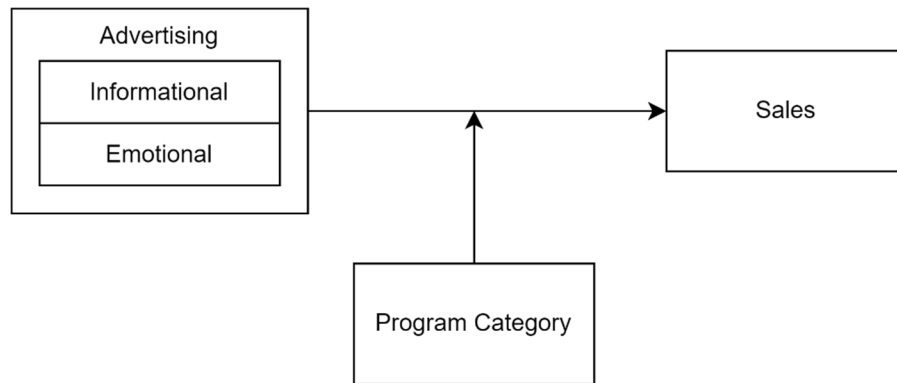 Advertising
Informational
Emotional
Sales
Program Category